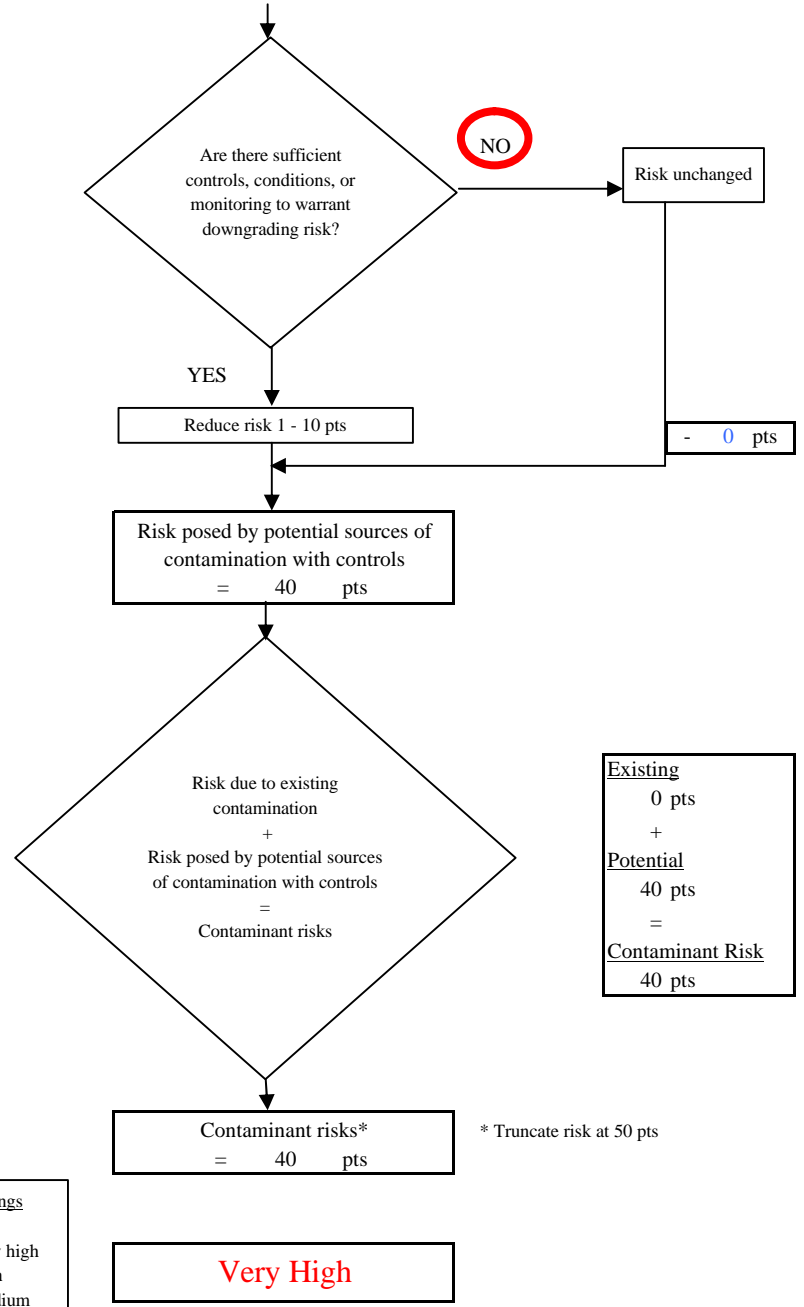 NO
Are there sufficient
controls, conditions, or
monitoring to warrant
downgrading risk?
Risk unchanged
YES
Reduce risk 1 - 10 pts
- 0 pts
Risk posed by potential sources of
contamination with controls
= 40 pts
Risk due to existing
contamination
+
Risk posed by potential sources
of contamination with controls
=
Contaminant risks
Existing
0 pts
+
Potential
40 pts
=
Contaminant Risk
40 pts
Contaminant risks*
= 40 pts
* Truncate risk at 50 pts
high
Very High